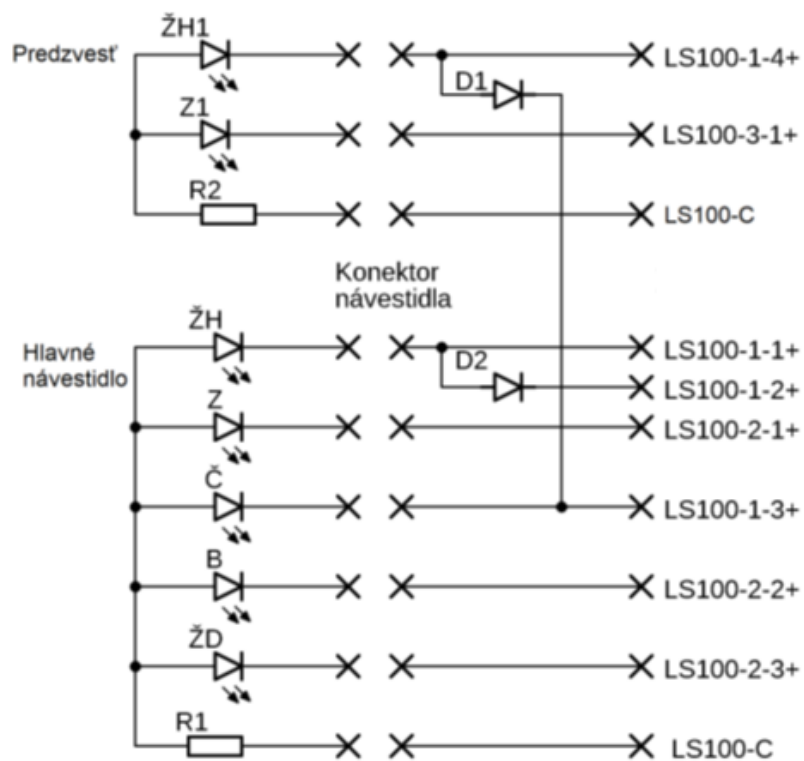 ŽH1
Predzvesť
LS100-1-4+
D1
Z1
LS100-3-1+
R2
LS100-C
Konektor
návestidla
ŽH
Hlavné
návestidlo
LS100-1-1+
D2
LS100-1-2+
Z
LS100-2-1+
Č
LS100-1-3+
B
LS100-2-2+
ŽD
LS100-2-3+
R1
LS100-C